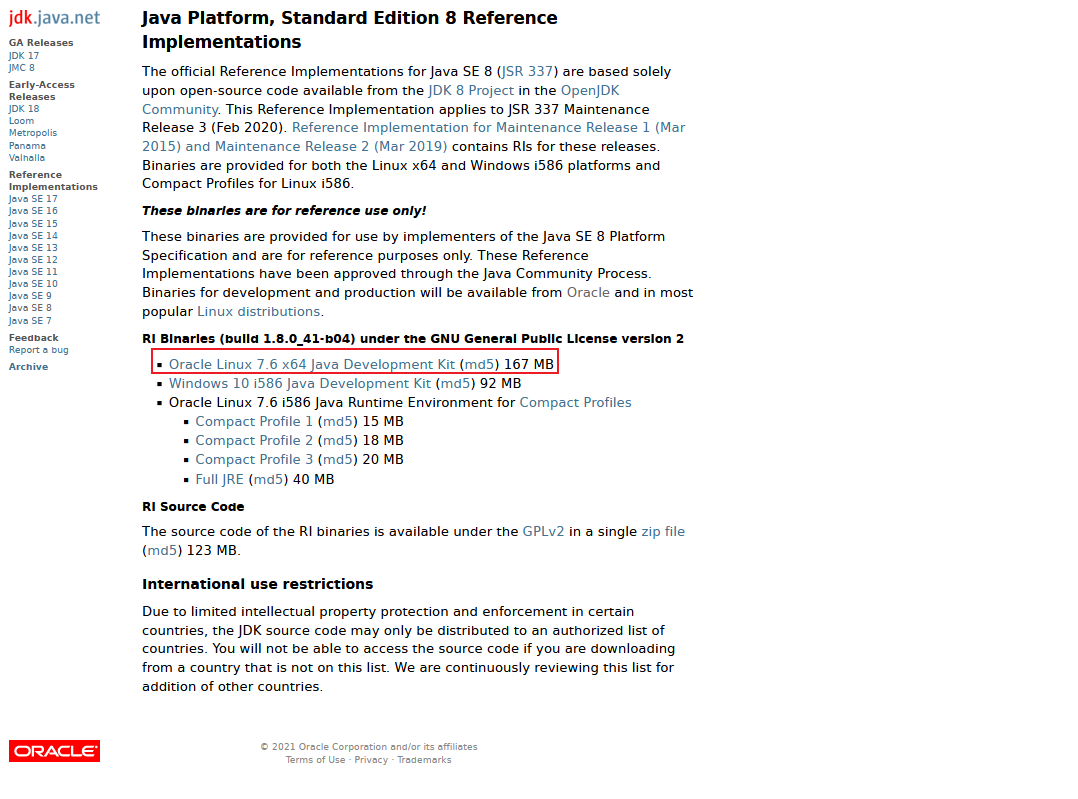 jdk.java.net
GA Releases
JDK 17
JMC 8
Early-Access
Releases
JDK 18
Loom
Metropolis
Panama
Valhalla
Reference
Implementations
Java SE 17
Java SE 16
Java SE 15
Java SE 14
Java SE 13
Java SE 12
Java SE 11
Java SE 10
Java SE 9
Java SE 8
Java SE 7
Feedback
Report a bug
Archive
Java Platform, Standard Edition 8 Reference
Implementations
The official Reference Implementations for Java SE 8 (JSR 337) are based solely
upon open-source code available from the JDK 8 Project in the OpenJDK
Community. This Reference Implementation applies to JSR 337 Maintenance
Release 3 (Feb 2020). Reference Implementation for Maintenance Release 1 (Mar
2015) and Maintenance Release 2 (Mar 2019) contains RIs for these releases.
Binaries are provided for both the Linux x64 and Windows i586 platforms and
Compact Profiles for Linux i586.
These binaries are for reference use only!
These binaries are provided for use by implementers of the Java SE 8 Platform
Specification and are for reference purposes only. These Reference
Implementations have been approved through the Java Community Process.
Binaries for development and production will be available from Oracle and in most
popular Linux distributions.
RI Binaries (build 1.8.0_41-b04) under the GNU General Public License version 2
▪ Oracle Linux 7.6 x64 Java Development Kit (md5) 167 MB
▪ Windows 10 i586 Java Development Kit (md5) 92 MB
▪ Oracle Linux 7.6 i586 Java Runtime Environment for Compact Profiles
▪ Compact Profile 1 (md5) 15 MB
▪ Compact Profile 2 (md5) 18 MB
▪ Compact Profile 3 (md5) 20 MB
▪ Full JRE (md5) 40 MB
RI Source Code
The source code of the RI binaries is available under the GPLv2 in a single zip file
(md5) 123 MB.
International use restrictions
Due to limited intellectual property protection and enforcement in certain
countries, the JDK source code may only be distributed to an authorized list of
countries. You will not be able to access the source code if you are downloading
from a country that is not on this list. We are continuously reviewing this list for
addition of other countries.
ORACLE
© 2021 Oracle Corporation and/or its affiliates
Terms of Use · Privacy · Trademarks